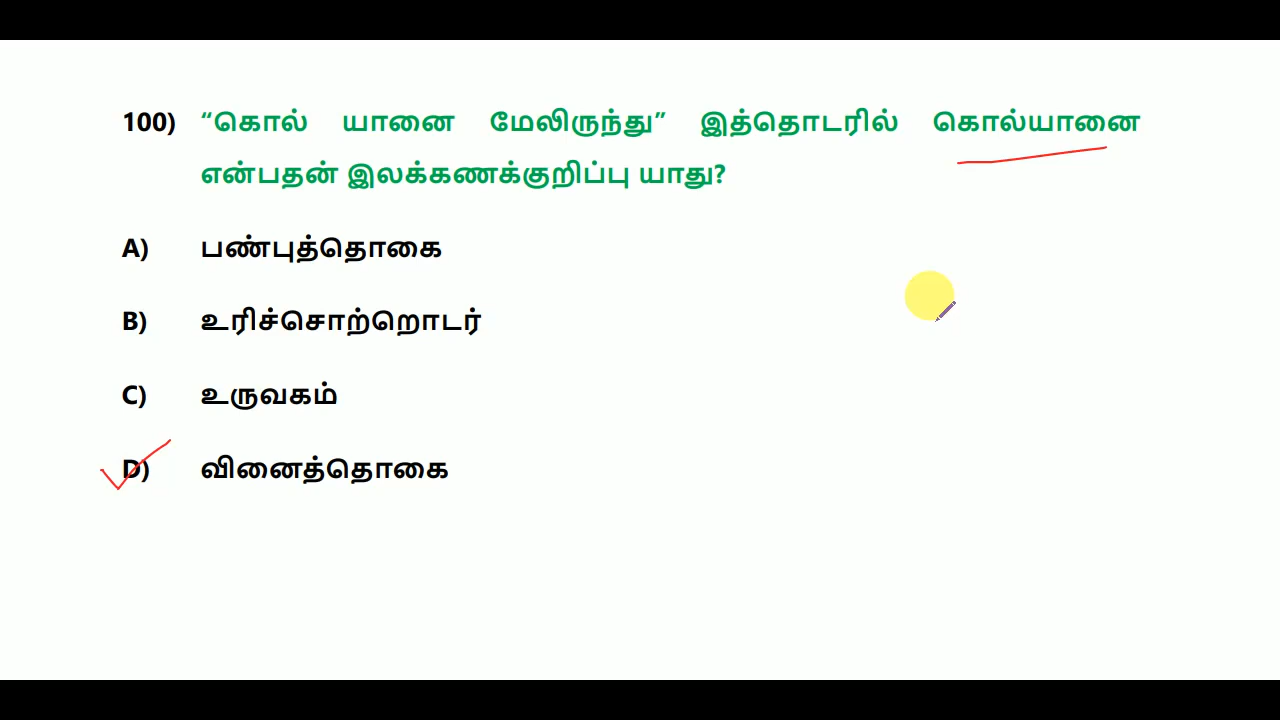 100) “கொல் யானை மேலிருந்து” இத்தொடரில் கொல்யானை
என்பதன் இலக்கணக்குறிப்பு யாது?
A) பண்புத்தொகை
B) உரிச்சொற்றொடர்
C) உருவகம்
D) வினைத்தொகை